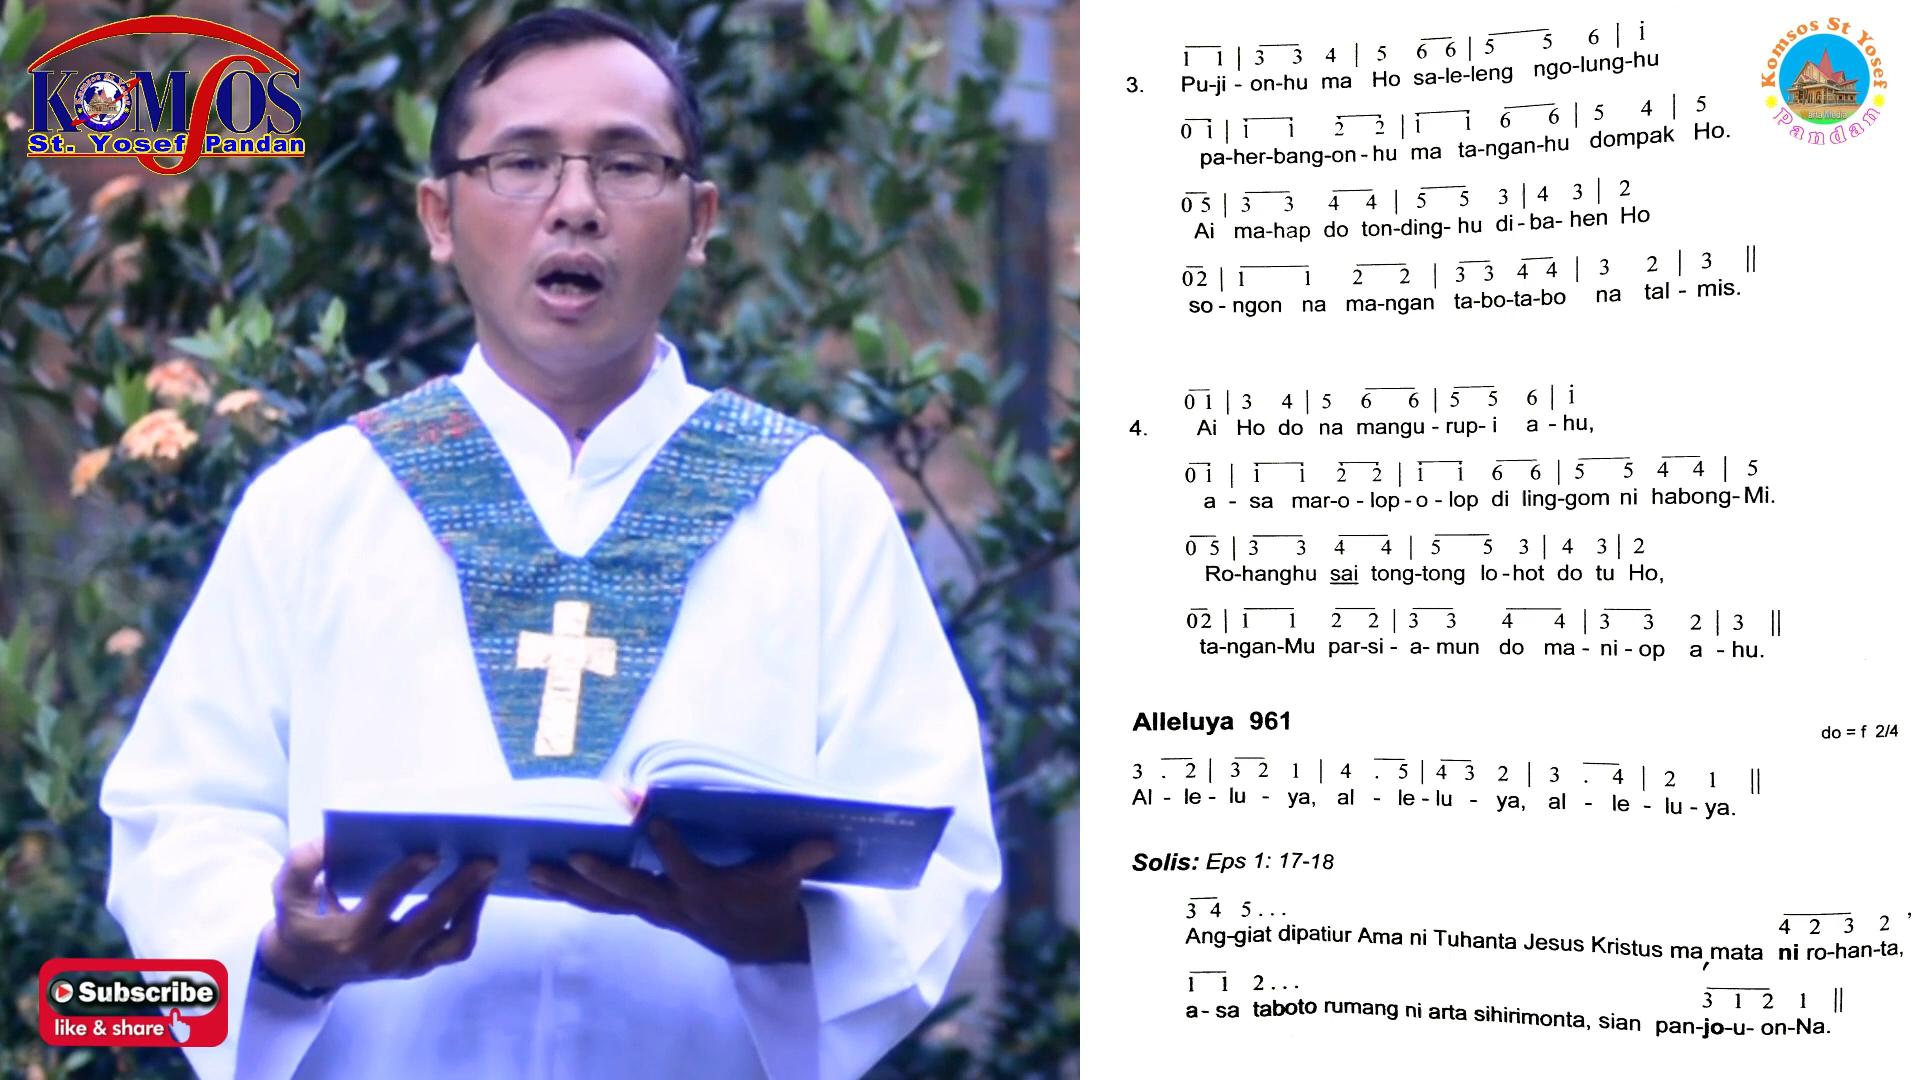 KOMSOS
St. Yosef Pandan
Komsos St Yosef
Pandan
Subscribe
like & share
1 1 | 3 3 4 | 5 6 6 | 5 5 6 | i
3. Pu-ji - on-hu ma Ho sa-le-leng ngo-lung-hu
0 i | i i 2 2 | i i 6 6 | 5 4 | 5
pa-her-bang-on-hu ma ta-ngan-hu dompak Ho.
0 5 | 3 3 4 4 | 5 5 3 | 4 3 | 2
Ai ma-hap do ton-ding-hu di-ba-hen Ho
0 2 | 1 1 2 2 | 3 3 4 4 | 3 2 | 3 ||
so-ngon na ma-ngan ta-bo-ta-bo na tal-mis.
0 1 | 3 4 | 5 6 6 | 5 5 6 | i
4. Ai Ho do na mangu-rup-i a-hu,
0 i | i i 2 2 | i i 6 6 | 5 5 4 4 | 5
a - sa mar-o-lop-o-lop di ling-gom ni habong-Mi.
0 5 | 3 3 4 4 | 5 5 3 | 4 3 | 2
Ro-hanghu sai tong-tong lo-hot do tu Ho,
0 2 | 1 1 2 2 | 3 3 4 4 | 3 3 2 | 3 ||
ta-ngan-Mu par-si-a-mun do ma-ni-op a-hu.
Alleluya 961
do = f 2/4
3 . 2 | 3 2 1 | 4 . 5 | 4 3 2 | 3 . 4 | 2 1 ||
Al - le - lu - ya, al - le-lu - ya, al - le - lu-ya.
Solis: Eps 1: 17-18
3 4 5 ... 4 2 3 2 ,
Ang-giat dipatiur Ama ni Tuhanta Jesus Kristus ma mata ni ro-han-ta,
1 1 2 ... 3 1 2 1 ||
a-sa taboto rumang ni arta sihirimonta, sian pan-jo-u-on-Na.